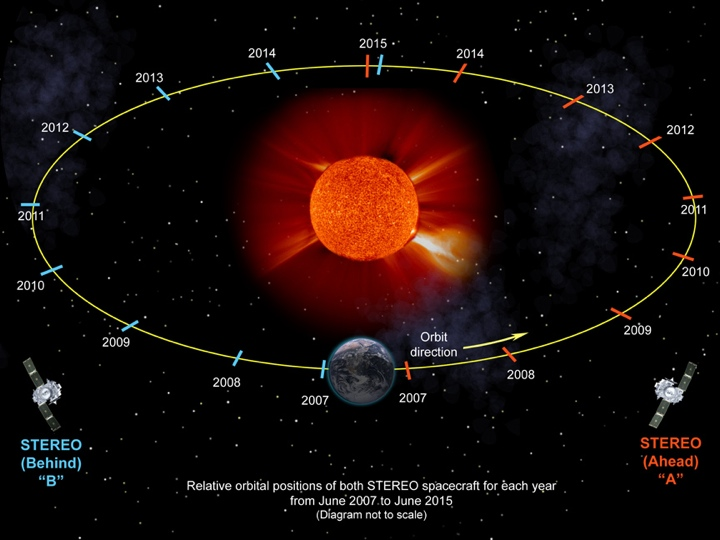 2015
2014
2014
2013
2013
2012
2012
2011
2011
2010
2010
2009
2009
Orbit
direction
2008
2008
2007
2007
STEREO
(Behind)
"B"
STEREO
(Ahead)
"A"
Relative orbital positions of both STEREO spacecraft for each year
from June 2007 to June 2015
(Diagram not to scale)